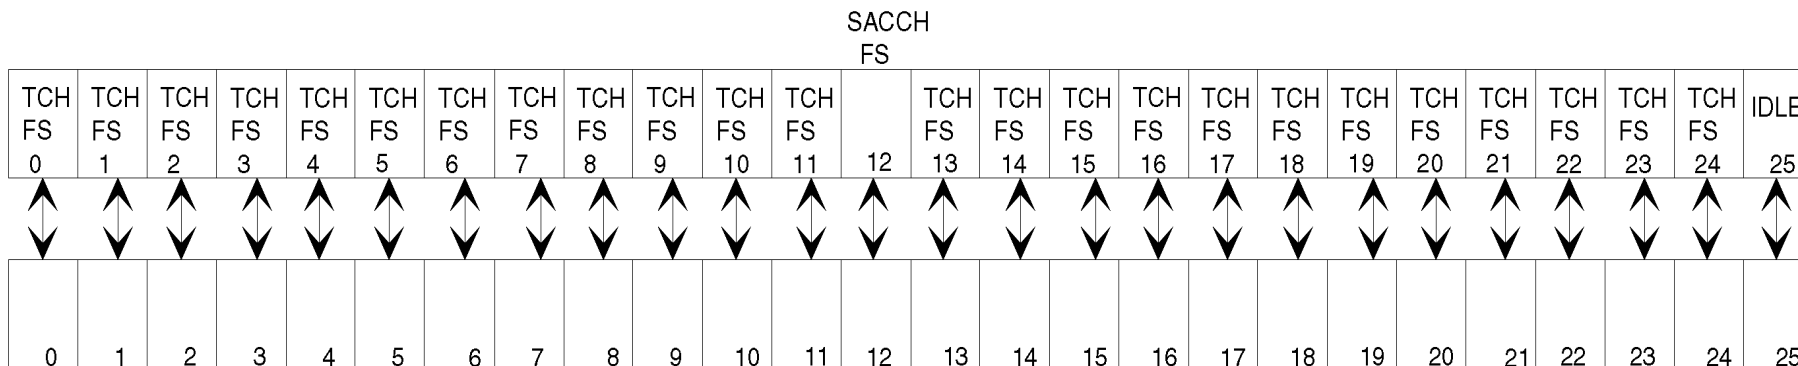 SACCH
FS
TCH TCH TCH TCH TCH TCH TCH TCH TCH TCH TCH TCH TCH TCH TCH TCH TCH TCH TCH TCH TCH TCH TCH TCH IDLE
FS FS FS FS FS FS FS FS FS FS FS FS FS FS FS FS FS FS FS FS FS FS FS FS
0 1 2 3 4 5 6 7 8 9 10 11 12 13 14 15 16 17 18 19 20 21 22 23 24 25
0 1 2 3 4 5 6 7 8 9 10 11 12 13 14 15 16 17 18 19 20 21 22 23 24 25